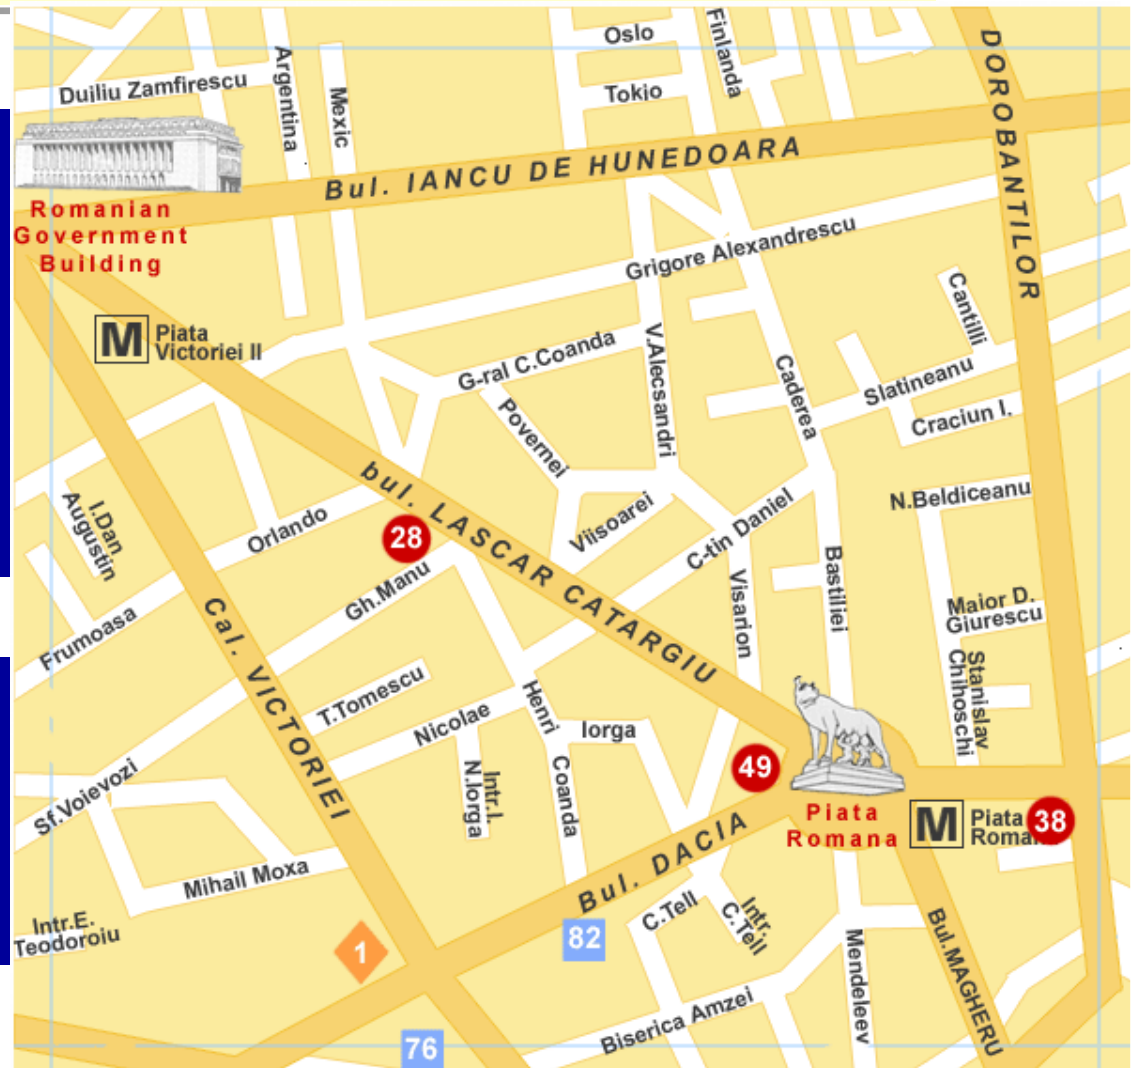 Oslo
Finlanda
DOROBANTILOR
Argentina
Duiliu Zamfirescu
Mexic
Tokio
Bul. IANCU DE HUNEDOARA
Romanian
Government
Building
Grigore Alexandrescu
Cantilli
M
Piata
Victoriei II
G-ral C.Coanda
V.Alecsandri
Caderea
Slatineanu
Craciun I.
Povernei
bul. LASCAR CATARGIU
I.Dan
Augustin
Orlando
28
Viisoarei
C-tin Daniel
N.Beldiceanu
Gh.Manu
Visarion
Bastiliei
Maior D.
Giurescu
Frumoasa
Cal. VICTORIEI
Stanislav
Chihoschi
T.Tomescu
Nicolae
Henri
Iorga
Coanda
Intr.I.
N.Iorga
49
Sf.Voievozi
Piata
Romana
M
Piata
38
Bul. DACIA
Mihail Moxa
C.Tell
Intr.
C.Tell
Intr.E.
Teodoroiu
1
82
Mendeleev
Bul.MAGHERU
Biserica Amzei
76